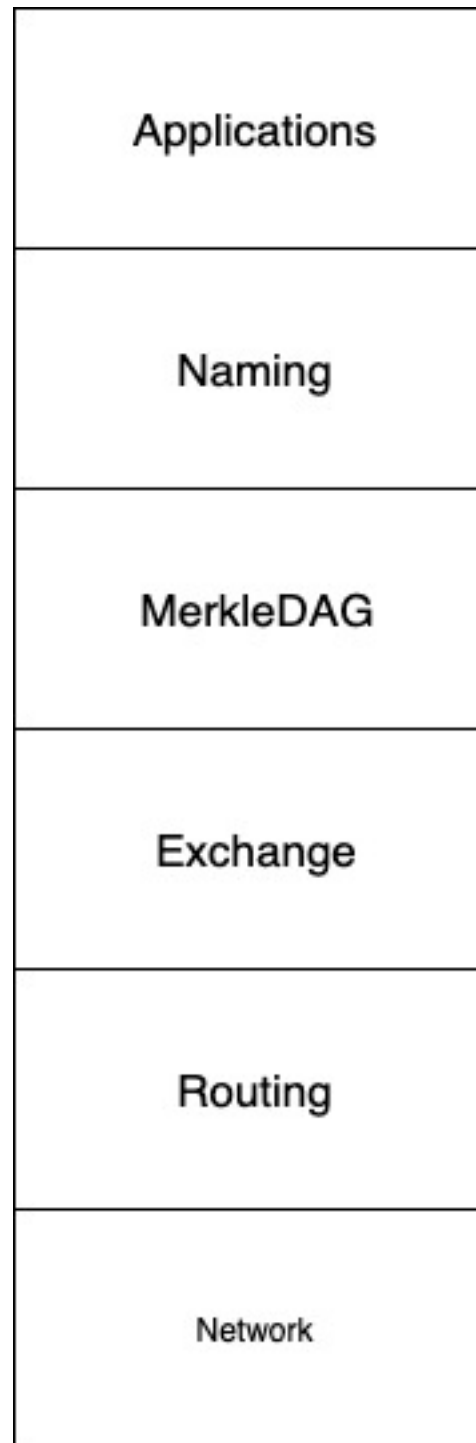 Applications
Naming
MerkleDAG
Exchange
Routing
Network